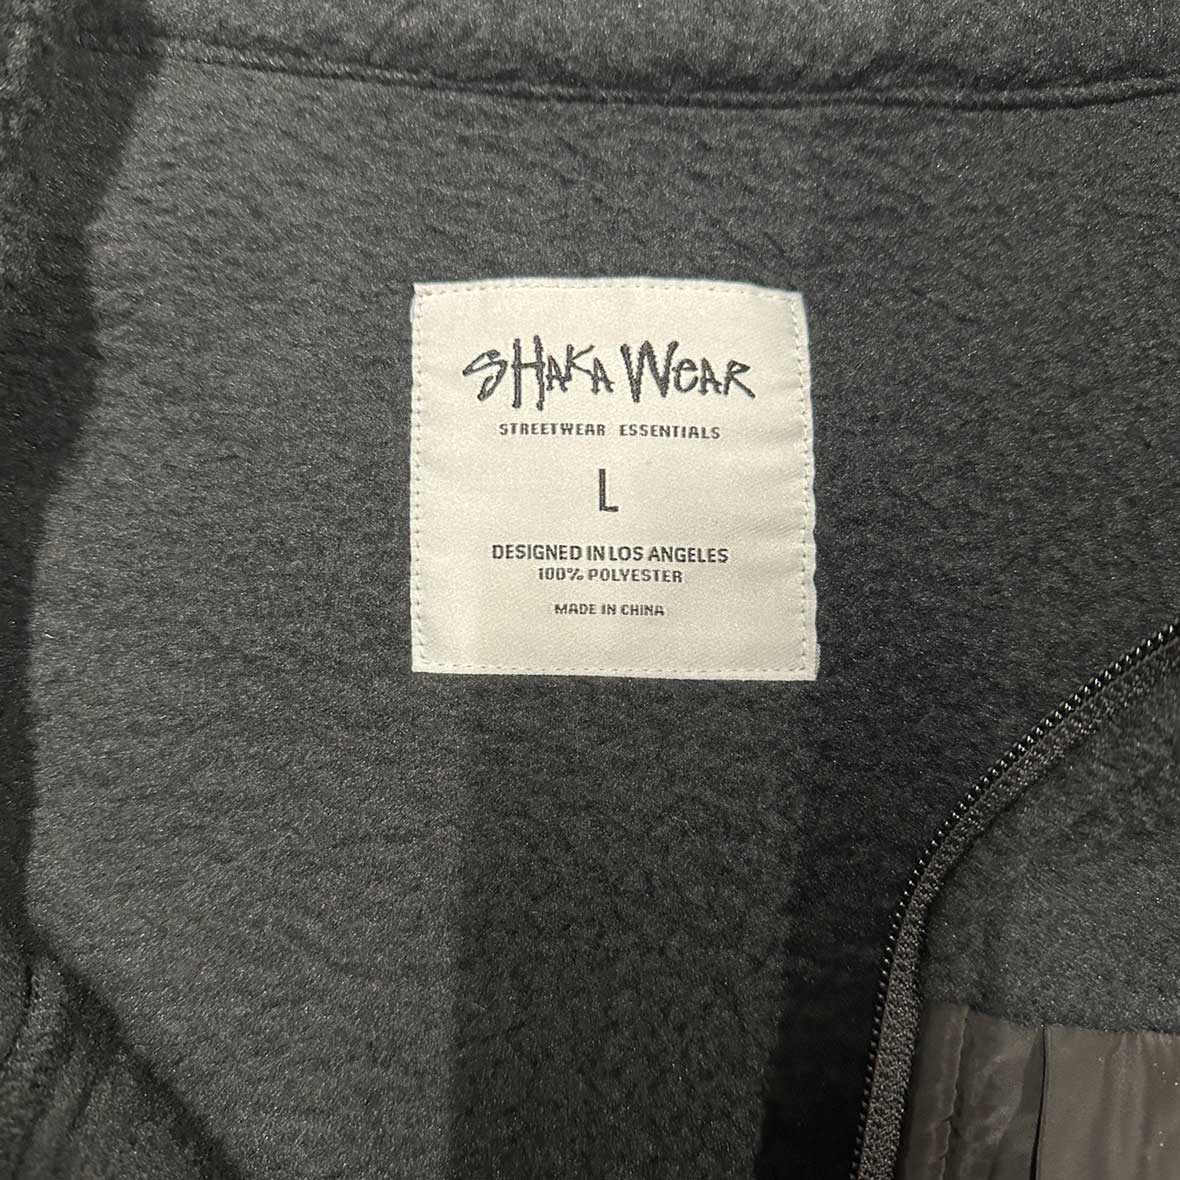 SHAKA WEAR
STREETWEAR ESSENTIALS
L
DESIGNED IN LOS ANGELES
100% POLYESTER
MADE IN CHINA